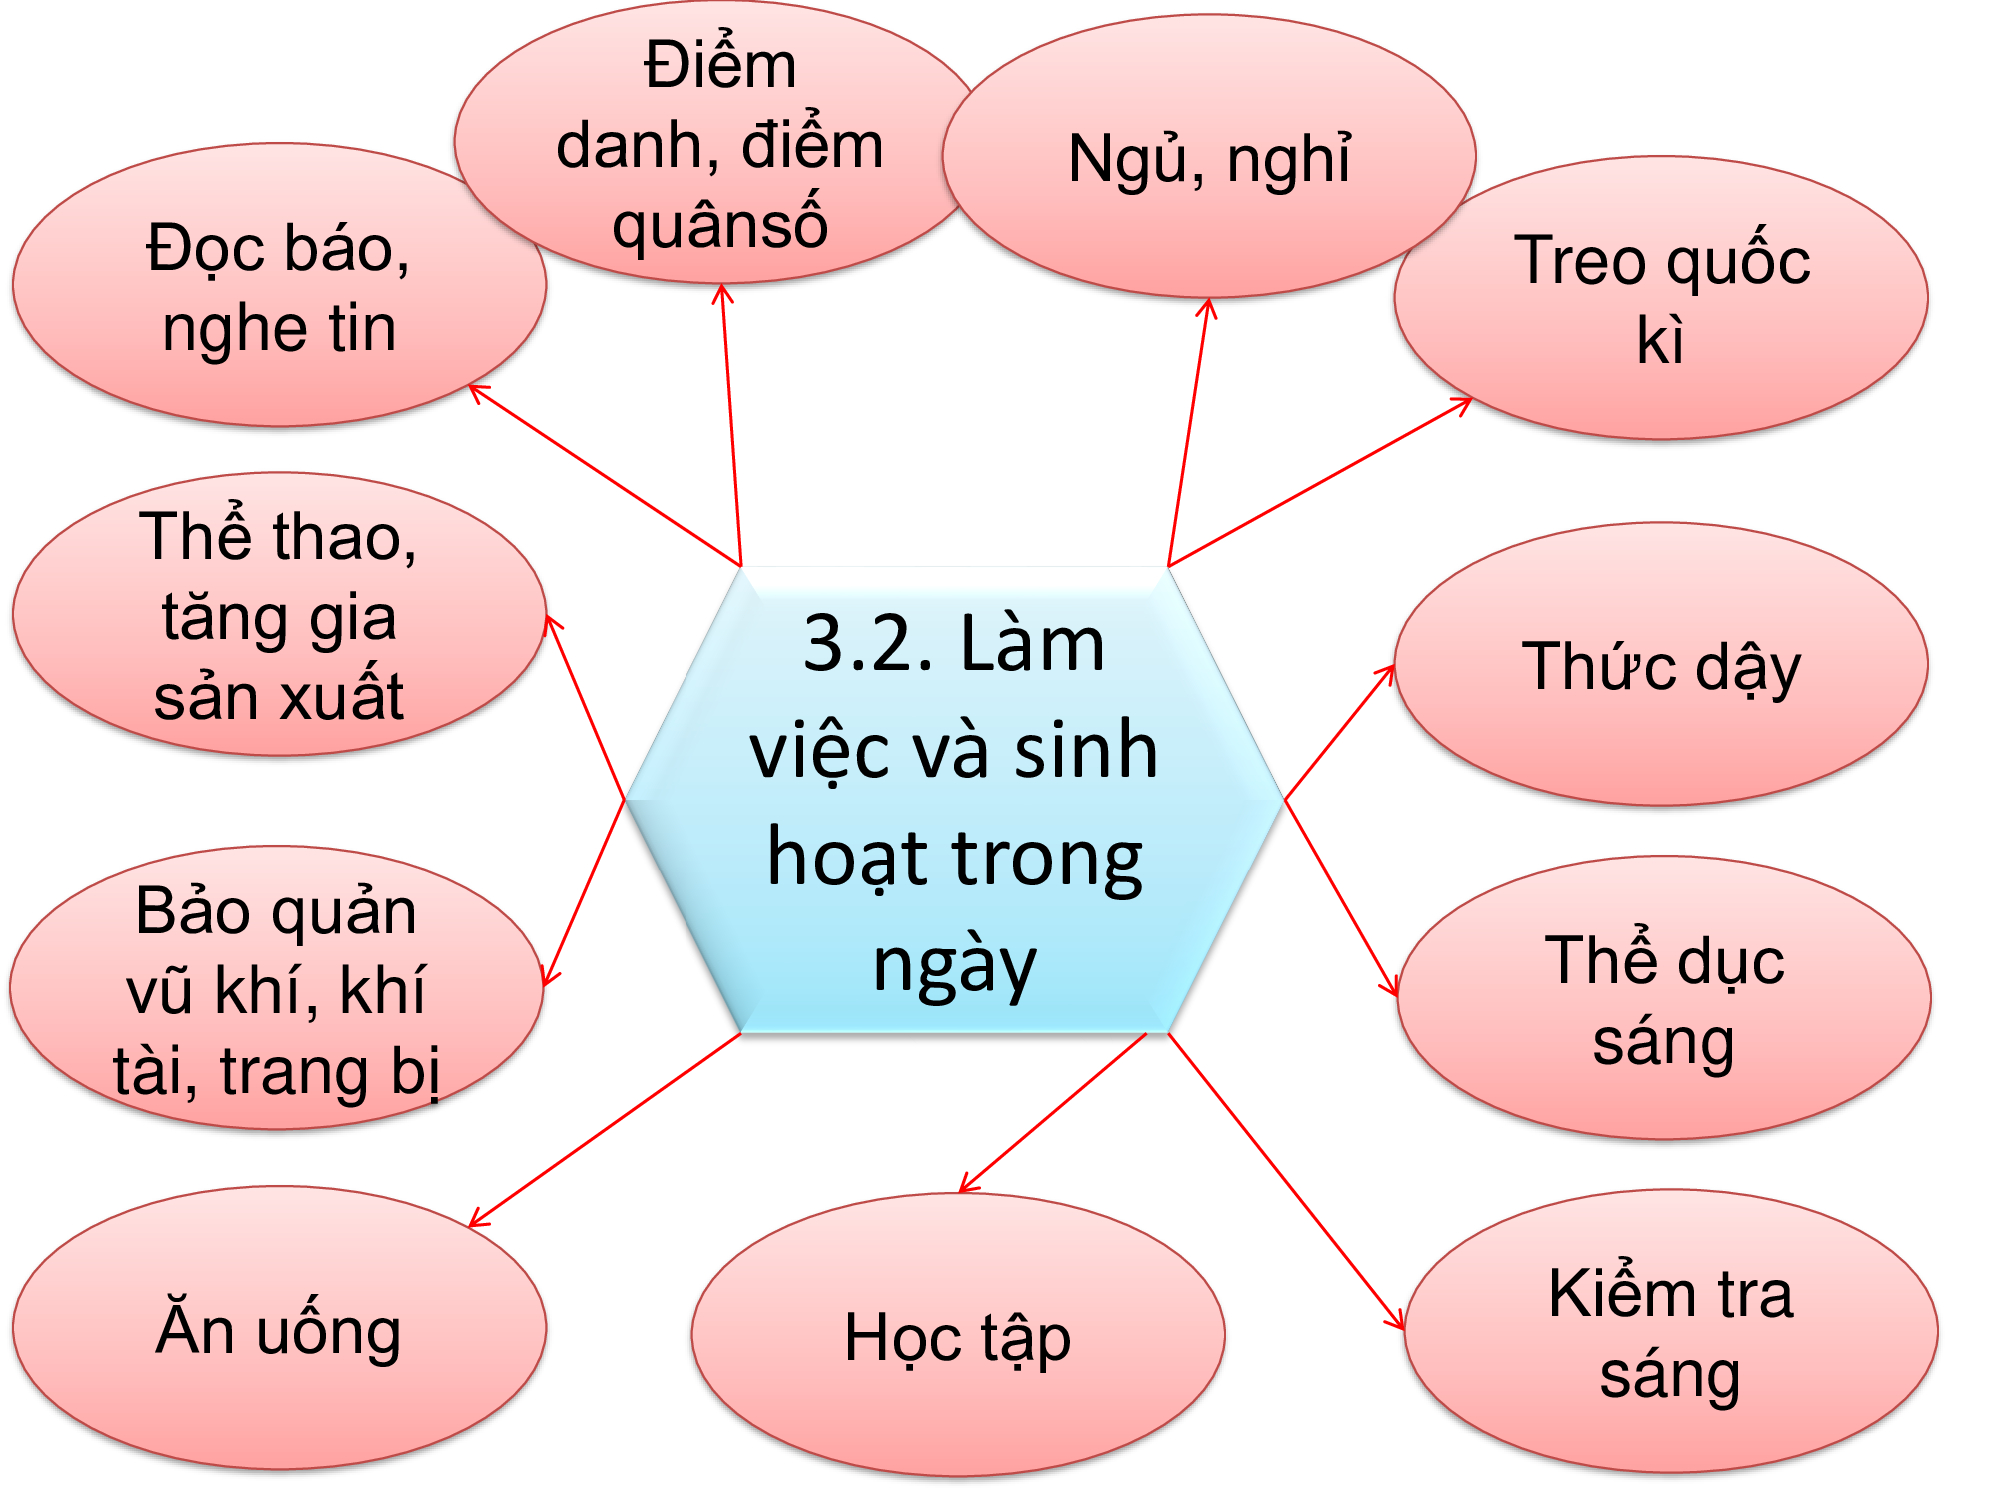 Điểm
danh, điểm
quânsố
Ngủ, nghỉ
Đọc báo,
nghe tin
Treo quốc
kì
Thể thao,
tăng gia
sản xuất
3.2. Làm
việc và sinh
hoạt trong
ngày
Thức dậy
Bảo quản
vũ khí, khí
tài, trang bị
Thể dục
sáng
Ăn uống
Học tập
Kiểm tra
sáng